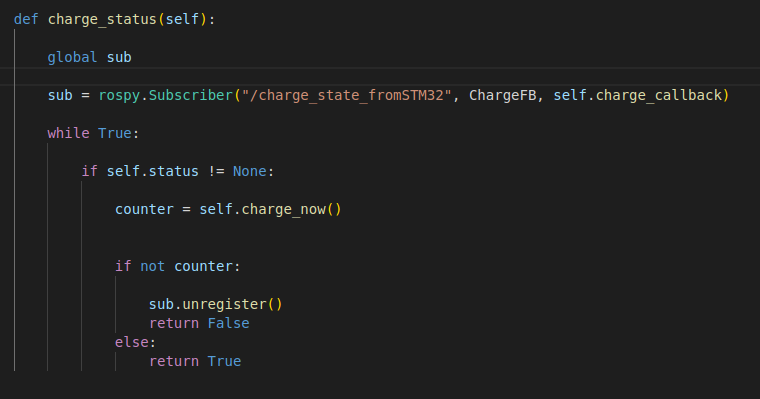 def charge_status(self):
global sub
sub = rospy.Subscriber("/charge_state_fromSTM32", ChargeFB, self.charge_callback)
while True:
if self.status != None:
counter = self.charge_now()
if not counter:
sub.unregister()
return False
else:
return True